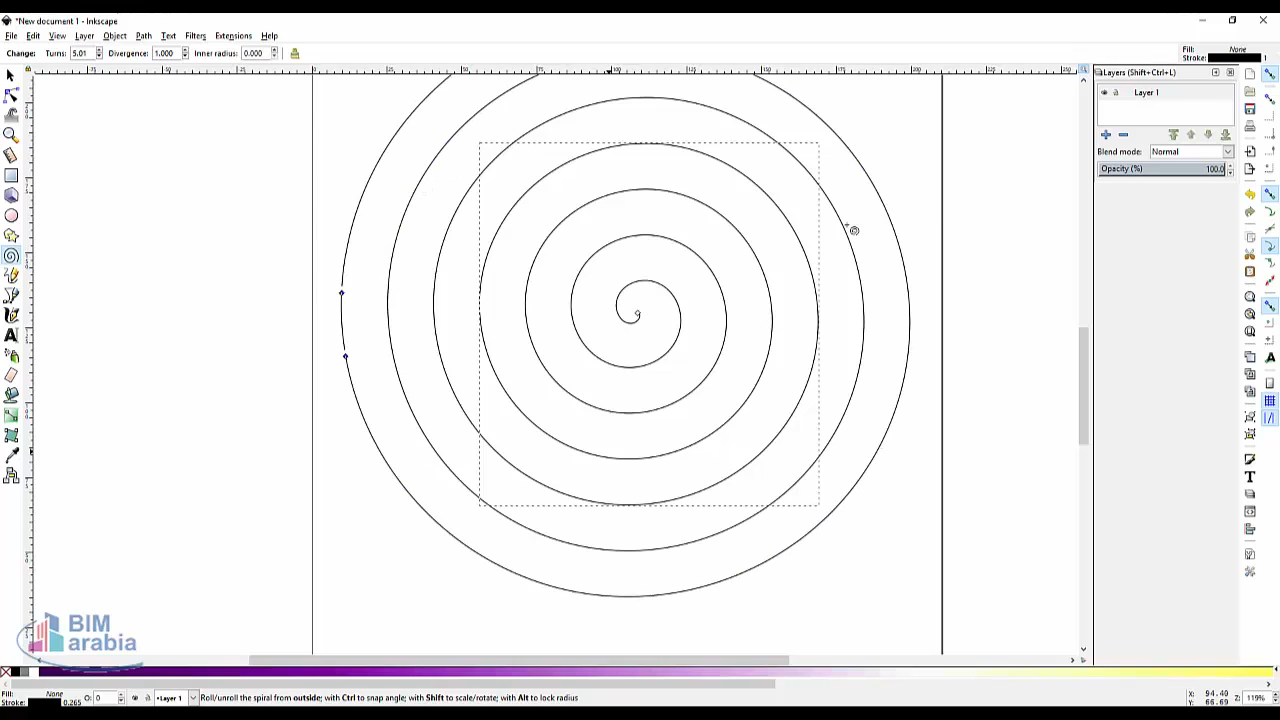 *New document 1 - Inkscape
File Edit View Layer Object Path Text Filters Extensions Help
Change: Turns: 5.01 Divergence: 1.000 Inner radius: 0.000
Fill: None
Stroke: 1
Layers (Shift+Ctrl+L)
Layer 1
Blend mode: Normal
Opacity (%) 100.0
BIM
arabia
Fill: None
Stroke: 0.265
O: 0
•Layer 1
Roll/unroll the spiral from outside; with Ctrl to snap angle; with Shift to scale/rotate; with Alt to lock radius
X: 94.40
Y: 66.69
Z: 119%